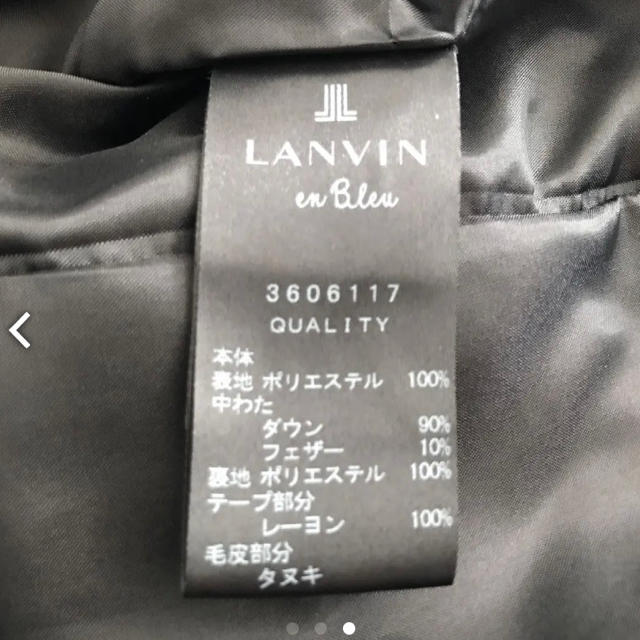 LANVIN
en Bleu
3606117
QUALITY
本体
表地 ポリエステル 100%
中わた
ダウン 90%
フェザー 10%
裏地 ポリエステル 100%
テープ部分
レーヨン 100%
毛皮部分
タヌキ